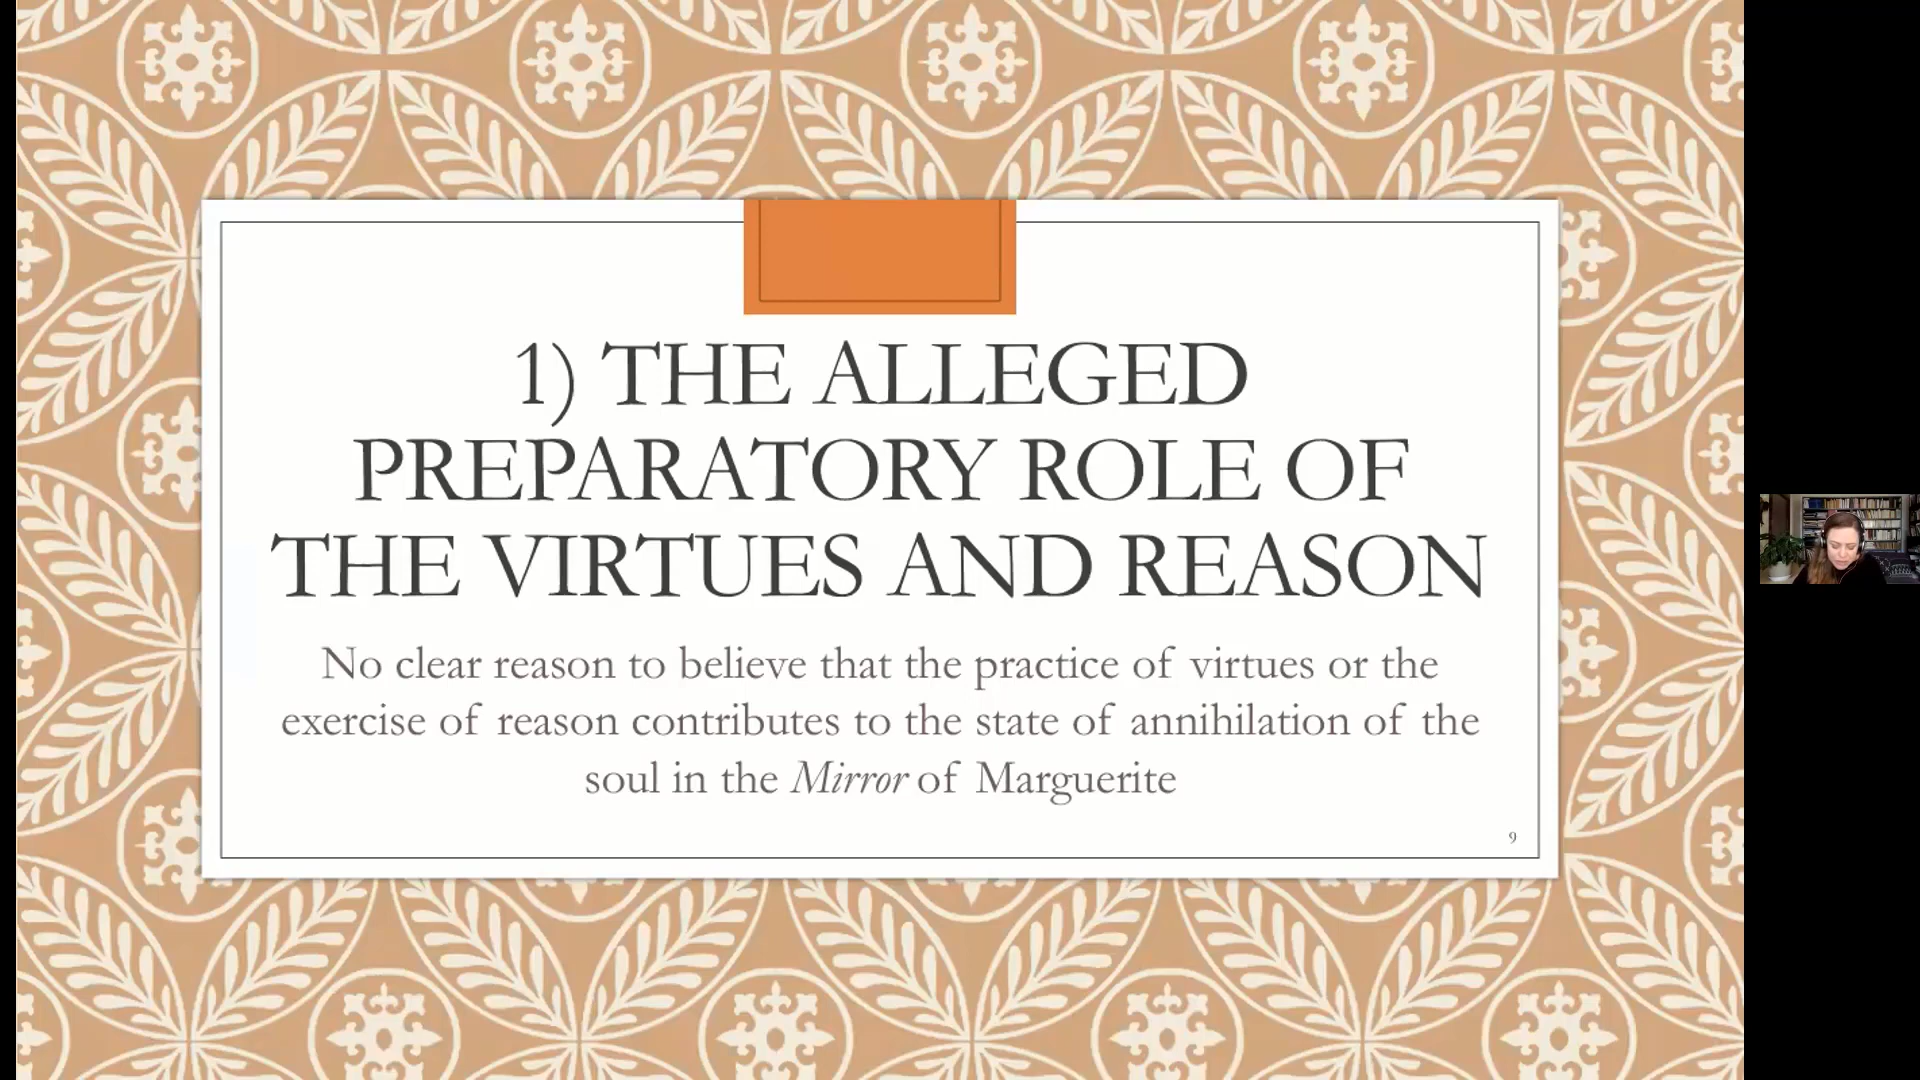 1) THE ALLEGED
PREPARATORY ROLE OF
THE VIRTUES AND REASON
No clear reason to believe that the practice of virtues or the
exercise of reason contributes to the state of annihilation of the
soul in the Mirror of Marguerite
9